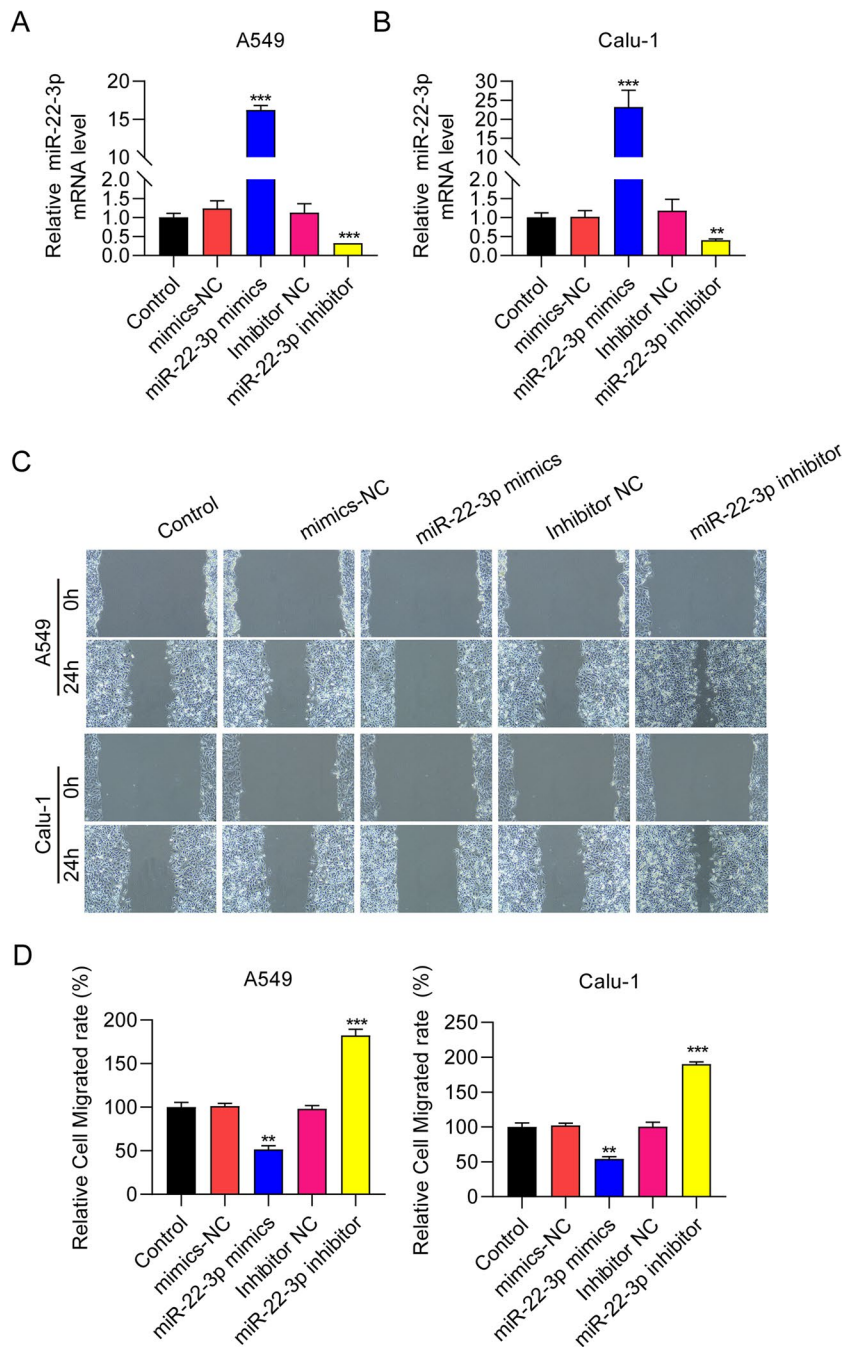 A
A549
Relative miR-22-3p
mRNA level
20
15
10
2.0
1.5
1.0
0.5
0.0
***
***
Control
mimics-NC
miR-22-3p mimics
Inhibitor NC
miR-22-3p inhibitor
B
Calu-1
Relative miR-22-3p
mRNA level
30
25
20
15
10
2.0
1.5
1.0
0.5
0.0
***
**
Control
mimics-NC
miR-22-3p mimics
Inhibitor NC
miR-22-3p inhibitor
C
Control
mimics-NC
miR-22-3p mimics
Inhibitor NC
miR-22-3p inhibitor
A549
0h
24h
Calu-1
0h
24h
D
A549
Relative Cell Migrated rate (%)
200
150
100
50
0
**
***
Control
mimics-NC
miR-22-3p mimics
Inhibitor NC
miR-22-3p inhibitor
Calu-1
Relative Cell Migrated rate (%)
250
200
150
100
50
0
**
***
Control
mimics-NC
miR-22-3p mimics
Inhibitor NC
miR-22-3p inhibitor